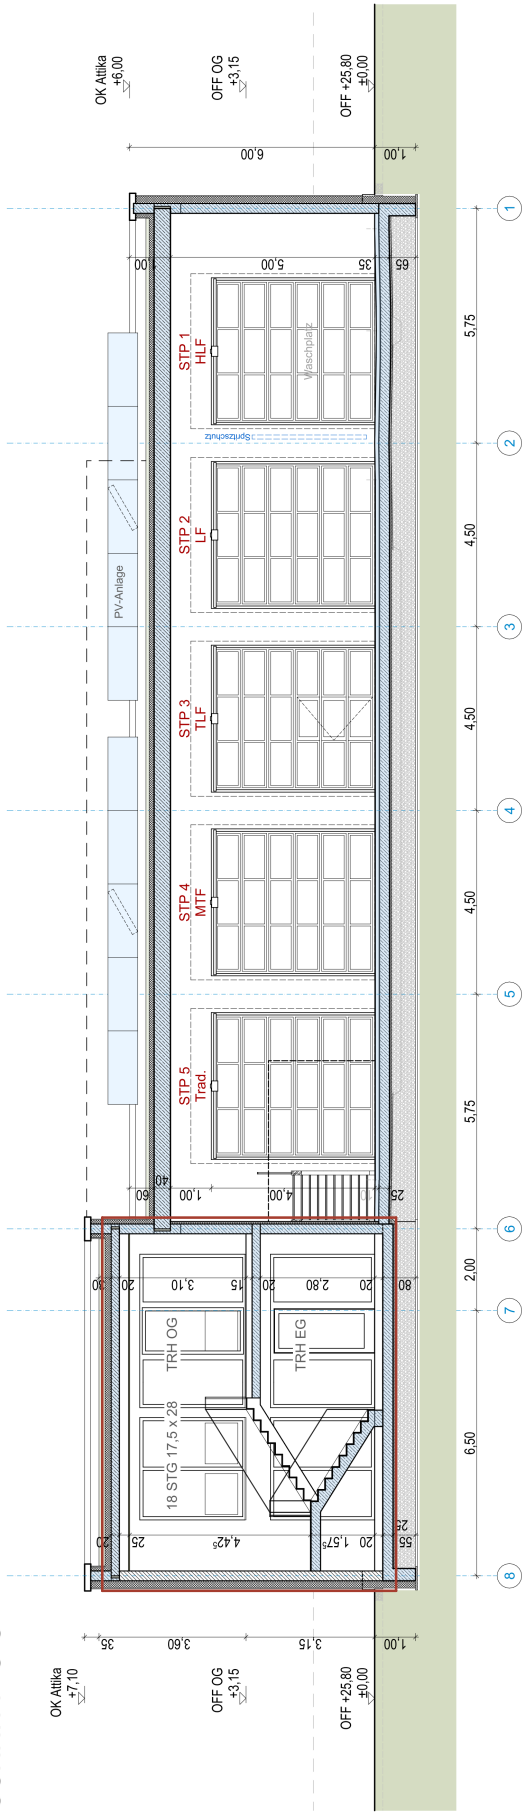 OK Attika
+6,00
OFF OG
+3,15
OFF +25,80
±0,00
6,00
1,00
1
1,00
5,00
35
65
STP 1
HLF
Waschplatz
5,75
Spritzschutz
2
STP 2
LF
4,50
PV-Anlage
3
STP 3
TLF
4,50
4
STP 4
MTF
4,50
5
STP 5
Trad.
5,75
60
40
1,00
4,00
25
6
2,00
30
20
20
3,10
15
20
2,80
20
80
7
TRH OG
TRH EG
18 STG 17,5 x 28
6,50
20
25
4,42⁵
1,57⁵
20
25
55
8
35
3,60
3,15
1,00
OK Attika
+7,10
OFF OG
+3,15
OFF +25,80
±0,00